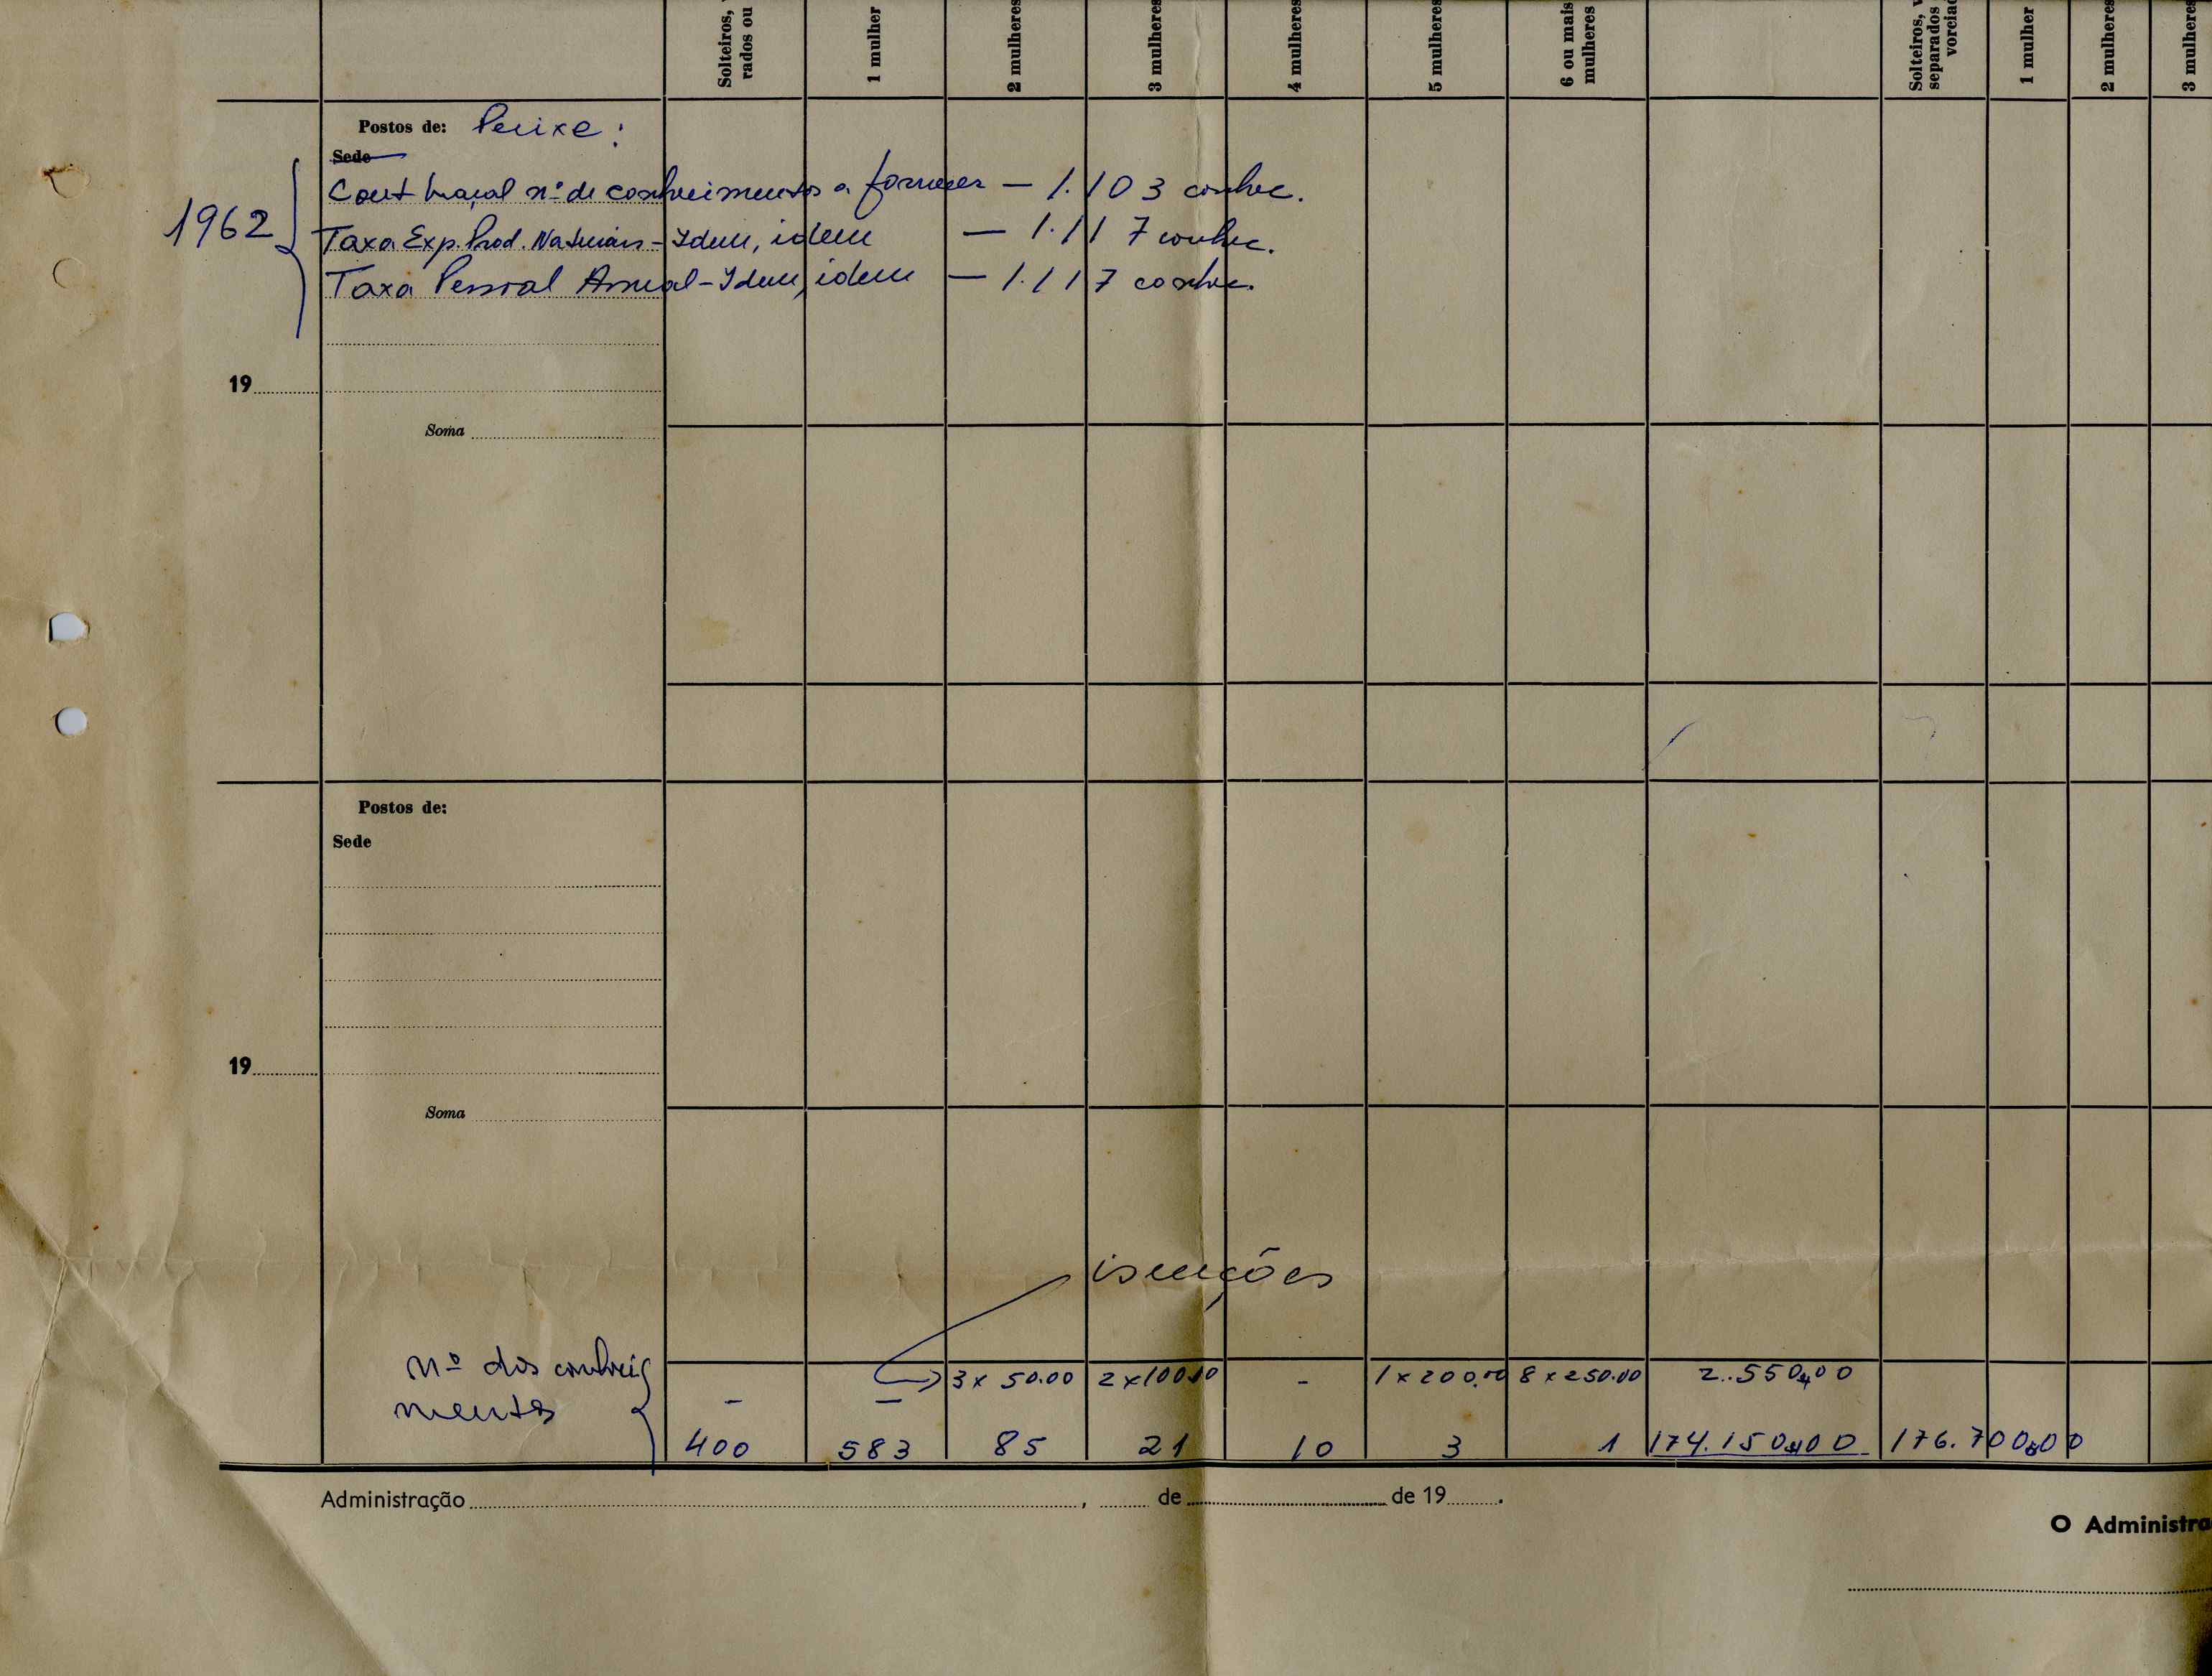 Solteiros,
rados ou
1 mulher
2 mulheres
3 mulheres
4 mulheres
5 mulheres
6 ou mais
mulheres
Solteiros,
separados
1 mulher
2 mulheres
3 mulheres
Postos de: Peixe:
Sede
1962
nº de conhecimentos a fornecer — 1.103 conhec.
Taxa Exp. Prod. Naturais - Idem, idem — 1.117 conhec.
Taxa Pessoal Anual - Idem, idem — 1.117 conhec.
19
Soma
Postos de:
Sede
19
Soma
isenções
Nº dos conheci
mentos
- - 3 x 50.00 2 x 100.00 - 1 x 200.00 8 x 250.00 2.550$00
400 583 85 21 10 3 1 174.150$00 176.700$00
Administração , de de 19 .
O Administra